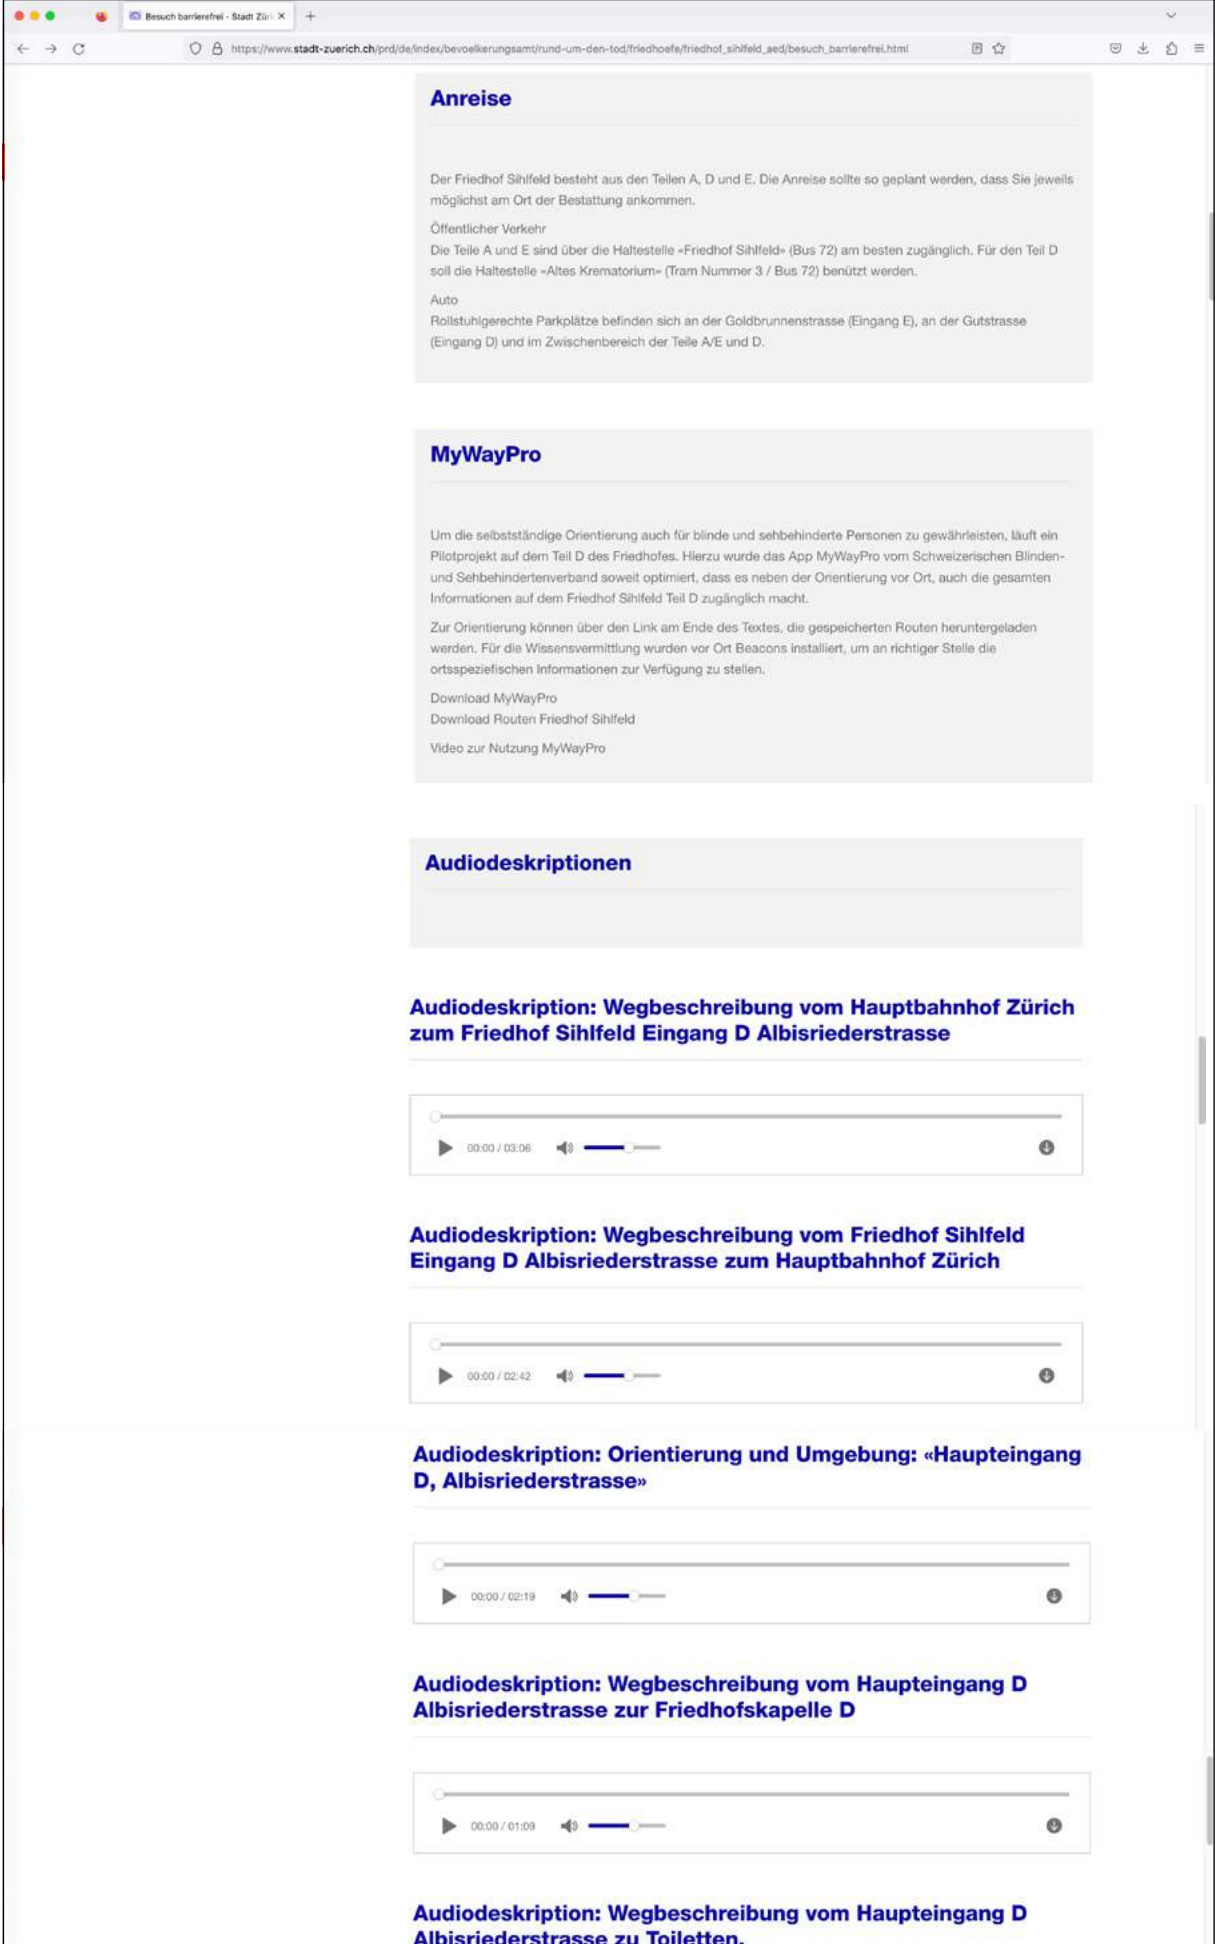 Besuch barrierefrei - Stadt Züri
https://www.stadt-zuerich.ch/prd/de/index/bevoelkerungsamt/rund-um-den-tod/friedhoefe/friedhof_sihlfeld_aed/besuch_barrierefrei.html
Anreise
Der Friedhof Sihlfeld besteht aus den Teilen A, D und E. Die Anreise sollte so geplant werden, dass Sie jeweils
möglichst am Ort der Bestattung ankommen.
Öffentlicher Verkehr
Die Teile A und E sind über die Haltestelle «Friedhof Sihlfeld» (Bus 72) am besten zugänglich. Für den Teil D
soll die Haltestelle «Altes Krematorium» (Tram Nummer 3 / Bus 72) benützt werden.
Auto
Rollstuhlgerechte Parkplätze befinden sich an der Goldbrunnenstrasse (Eingang E), an der Gutstrasse
(Eingang D) und im Zwischenbereich der Teile A/E und D.
MyWayPro
Um die selbstständige Orientierung auch für blinde und sehbehinderte Personen zu gewährleisten, läuft ein
Pilotprojekt auf dem Teil D des Friedhofes. Hierzu wurde das App MyWayPro vom Schweizerischen Blinden-
und Sehbehindertenverband soweit optimiert, dass es neben der Orientierung vor Ort, auch die gesamten
Informationen auf dem Friedhof Sihlfeld Teil D zugänglich macht.
Zur Orientierung können über den Link am Ende des Textes, die gespeicherten Routen heruntergeladen
werden. Für die Wissensvermittlung wurden vor Ort Beacons installiert, um an richtiger Stelle die
ortsspeziefischen Informationen zur Verfügung zu stellen.
Download MyWayPro
Download Routen Friedhof Sihlfeld
Video zur Nutzung MyWayPro
Audiodeskriptionen
Audiodeskription: Wegbeschreibung vom Hauptbahnhof Zürich
zum Friedhof Sihlfeld Eingang D Albisriederstrasse
00:00 / 03:06
Audiodeskription: Wegbeschreibung vom Friedhof Sihlfeld
Eingang D Albisriederstrasse zum Hauptbahnhof Zürich
00:00 / 02:42
Audiodeskription: Orientierung und Umgebung: «Haupteingang
D, Albisriederstrasse»
00:00 / 02:19
Audiodeskription: Wegbeschreibung vom Haupteingang D
Albisriederstrasse zur Friedhofskapelle D
00:00 / 01:09
Audiodeskription: Wegbeschreibung vom Haupteingang D
Albisriederstrasse zu Toiletten.